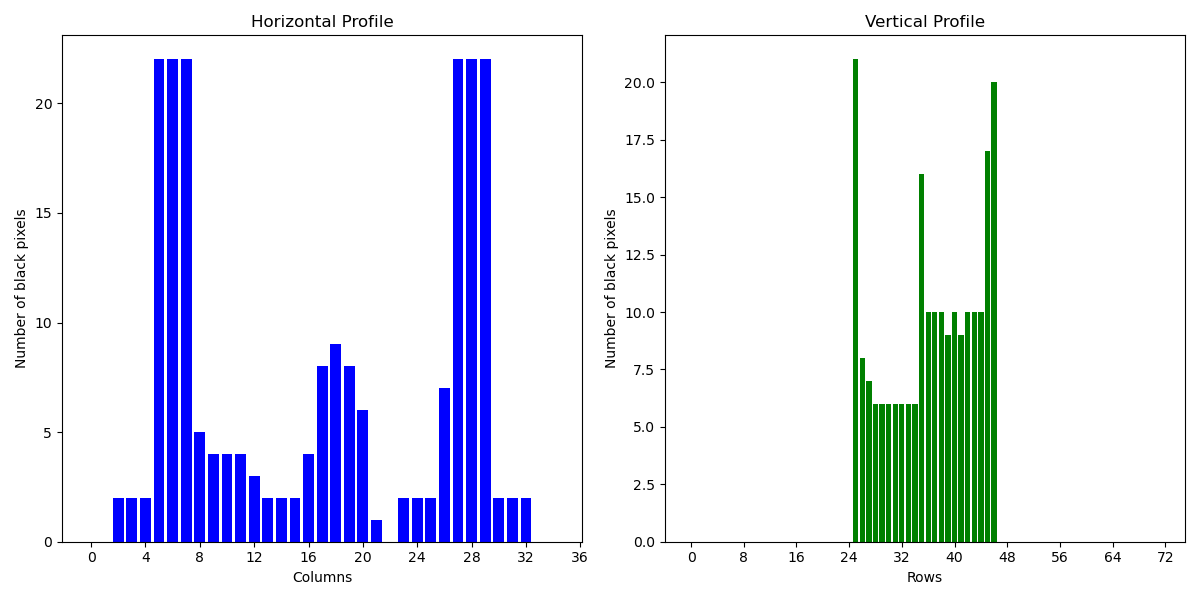 Horizontal Profile
Number of black pixels
0
5
10
15
20
0 4 8 12 16 20 24 28 32 36
Columns
Vertical Profile
Number of black pixels
0.0
2.5
5.0
7.5
10.0
12.5
15.0
17.5
20.0
0 8 16 24 32 40 48 56 64 72
Rows